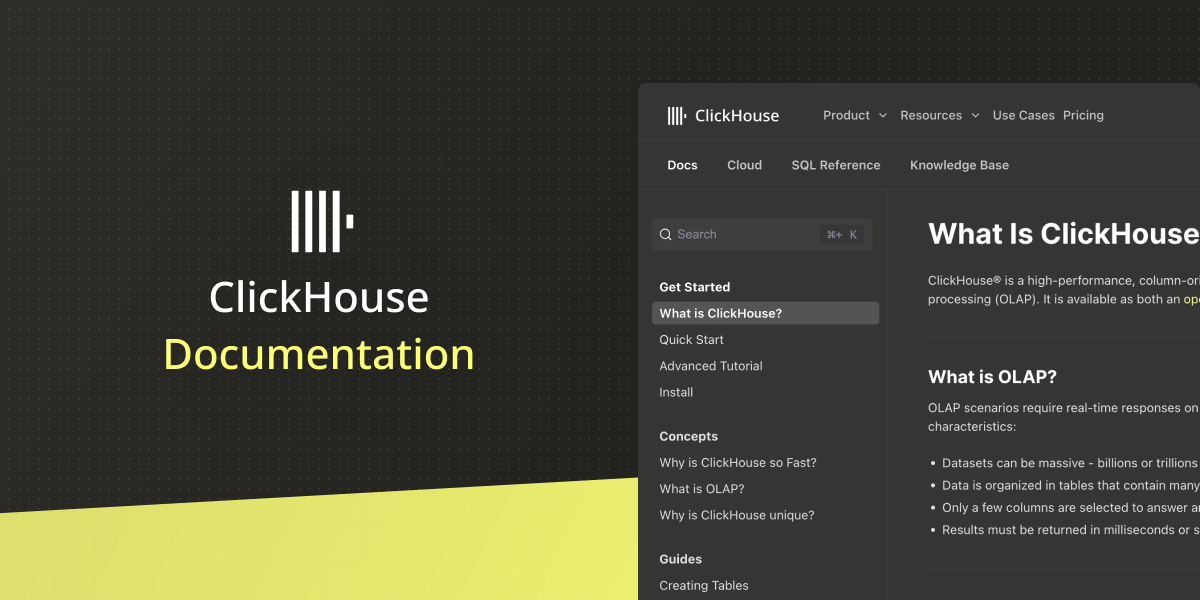 ClickHouse
Documentation
ClickHouse
Product Resources Use Cases Pricing
Docs Cloud SQL Reference Knowledge Base
Search ⌘+ K
Get Started
What is ClickHouse?
Quick Start
Advanced Tutorial
Install
Concepts
Why is ClickHouse so Fast?
What is OLAP?
Why is ClickHouse unique?
Guides
Creating Tables
What Is ClickHouse
ClickHouse® is a high-performance, column-ori
processing (OLAP). It is available as both an op
What is OLAP?
OLAP scenarios require real-time responses on
characteristics:
• Datasets can be massive - billions or trillions
• Data is organized in tables that contain many
• Only a few columns are selected to answer a
• Results must be returned in milliseconds or s